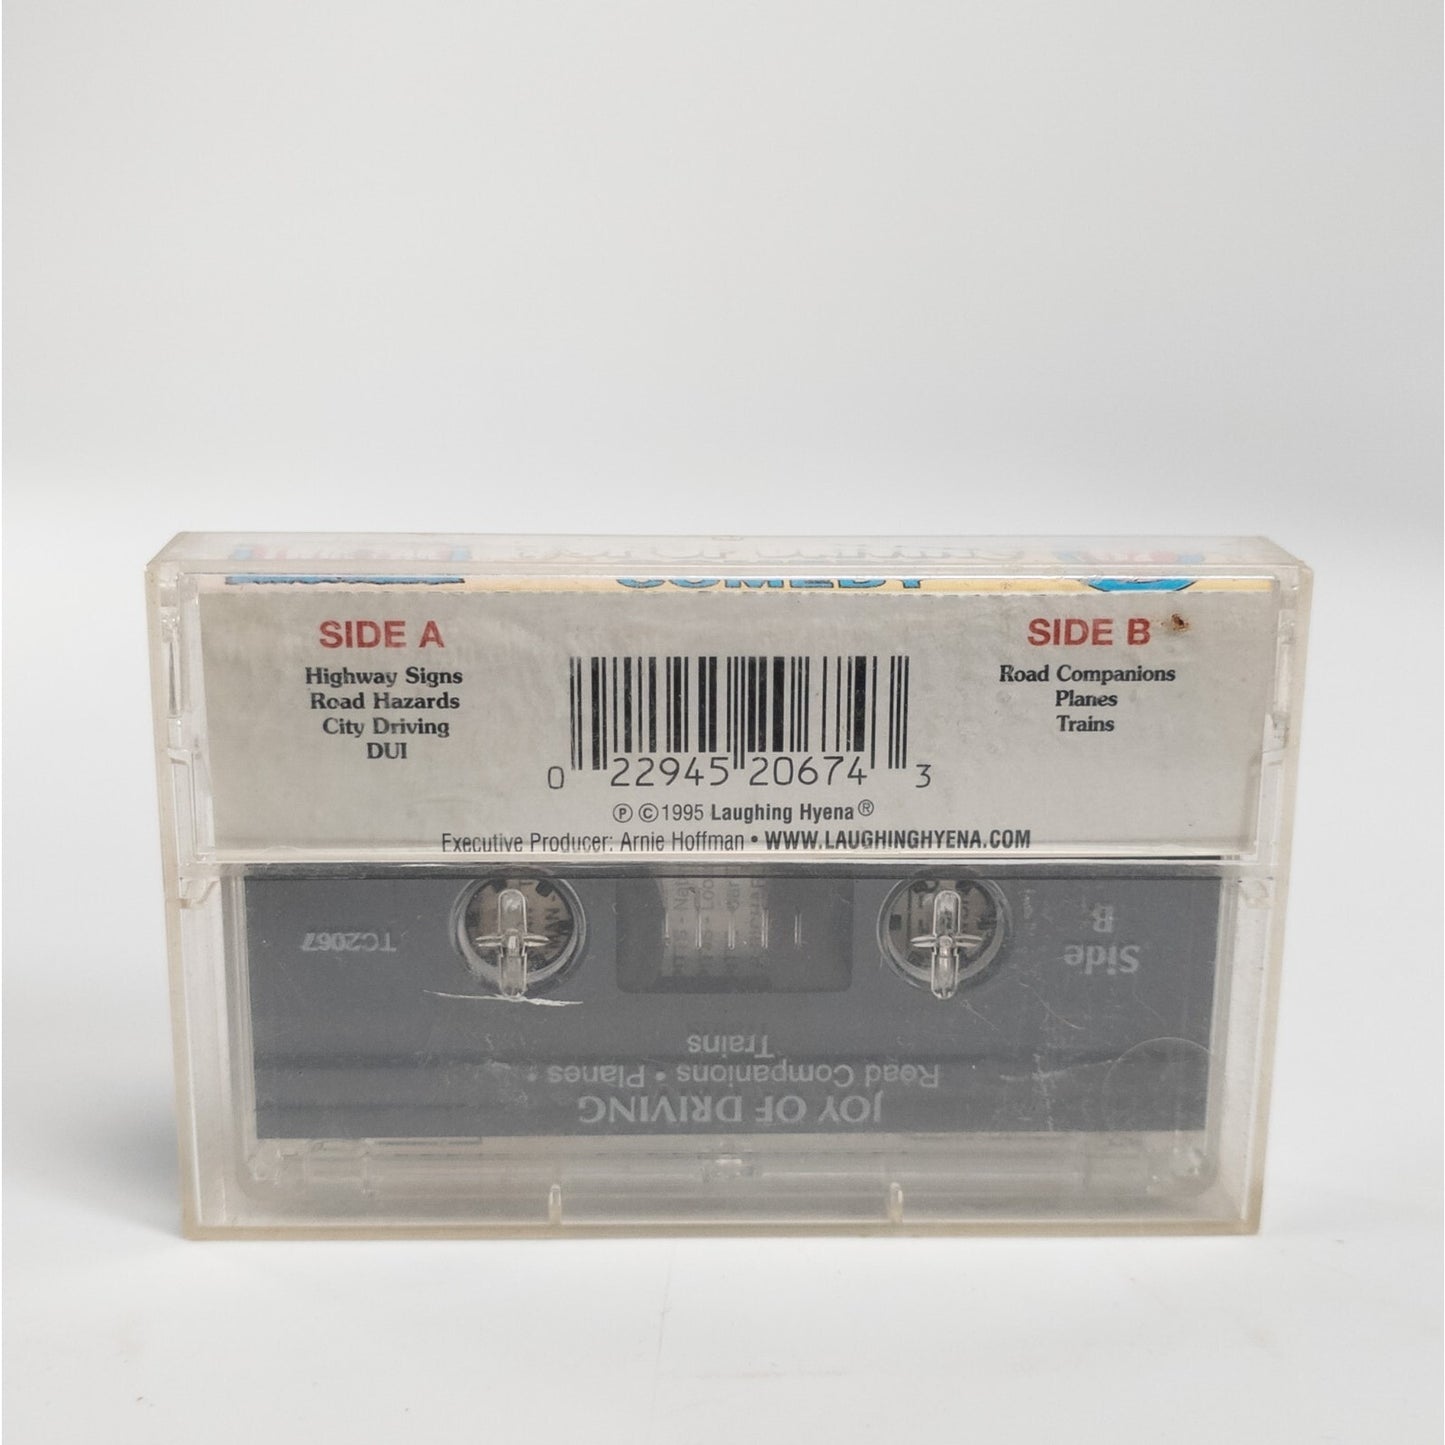 COMEDY
SIDE A
Highway Signs
Road Hazards
City Driving
DUI
SIDE B
Road Companions
Planes
Trains
0 22945 20674 3
℗ ©1995 Laughing Hyena®
Executive Producer: Arnie Hoffman • WWW.LAUGHINGHYENA.COM
JOY OF DRIVING
Road Companions • Planes •
Trains
Side
B
TC2067